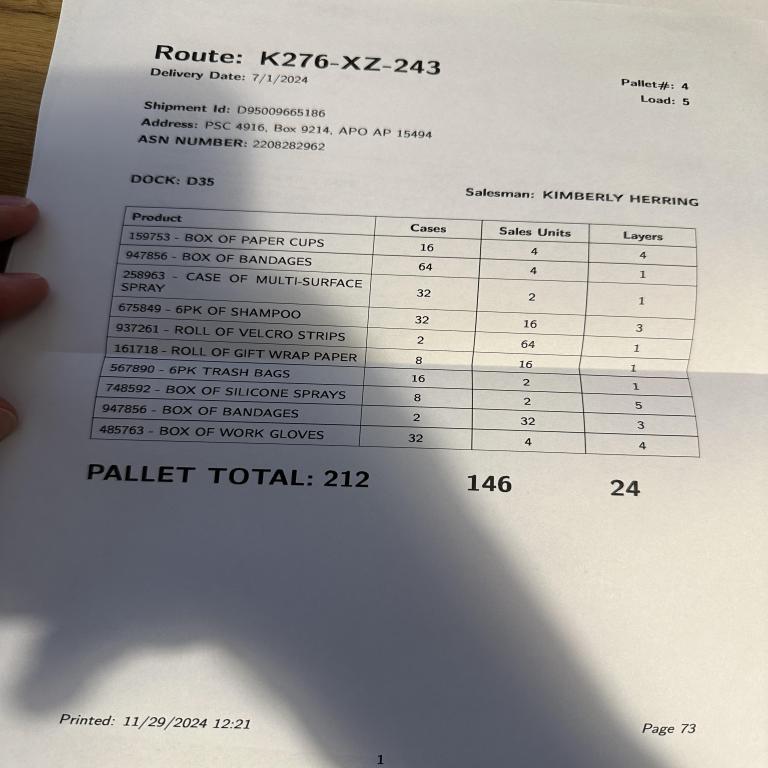 Route: K276-XZ-243
Delivery Date: 7/1/2024
Pallet#: 4
Load: 5
Shipment Id: D95009665186
Address: PSC 4916, Box 9214, APO AP 15494
ASN NUMBER: 2208282962
DOCK: D35
Salesman: KIMBERLY HERRING
Product Cases Sales Units Layers
159753 - BOX OF PAPER CUPS 16 4 4
947856 - BOX OF BANDAGES 64 4 1
258963 - CASE OF MULTI-SURFACE
SPRAY 32 2 1
675849 - 6PK OF SHAMPOO 32 16 3
937261 - ROLL OF VELCRO STRIPS 2 64 1
161718 - ROLL OF GIFT WRAP PAPER 8 16 1
567890 - 6PK TRASH BAGS 16 2 1
748592 - BOX OF SILICONE SPRAYS 8 2 5
947856 - BOX OF BANDAGES 2 32 3
485763 - BOX OF WORK GLOVES 32 4 4
PALLET TOTAL: 212 146 24
Printed: 11/29/2024 12:21
Page 73
1